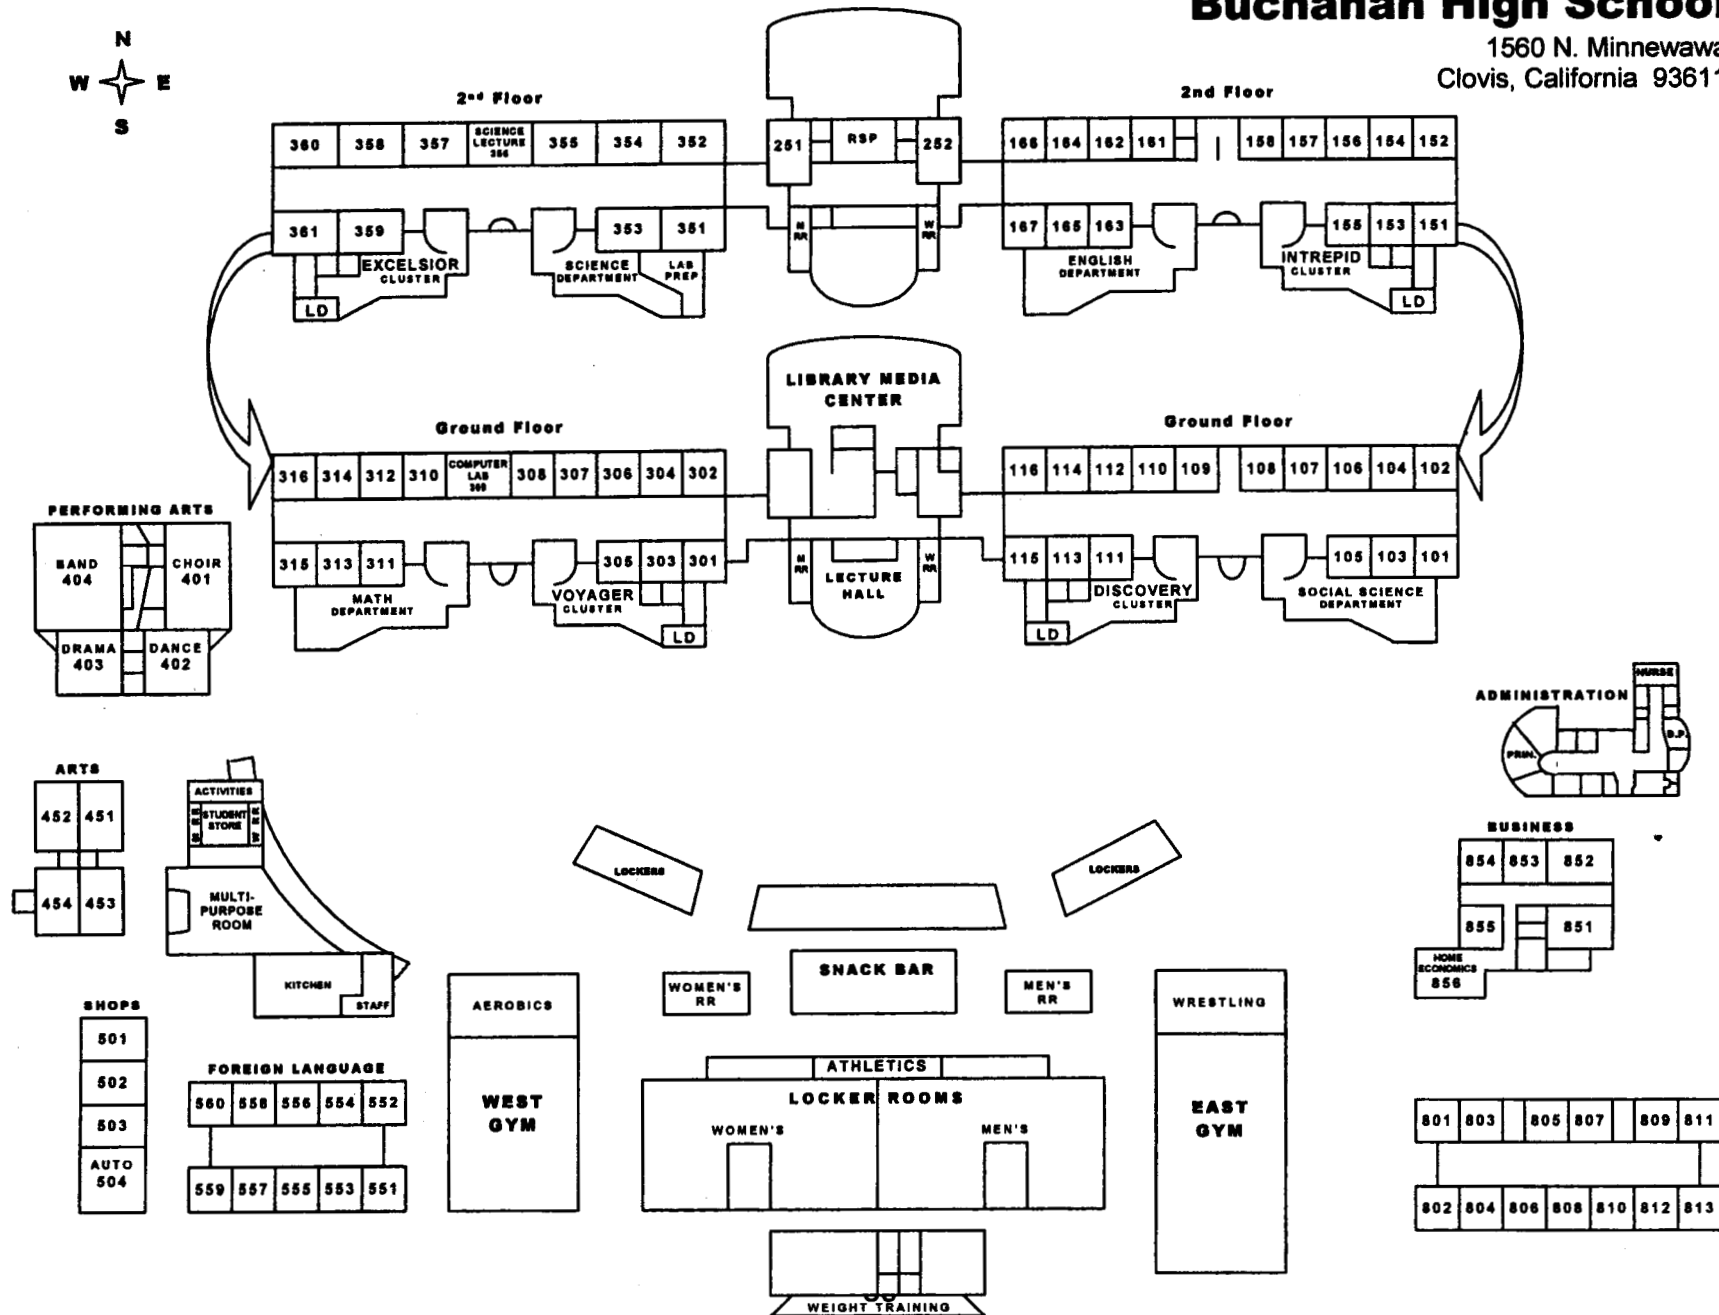 Buchanan High School
1560 N. Minnewawa
Clovis, California 93611
N
W E
S
2nd Floor
360 358 357 SCIENCE LECTURE 356 355 354 352
361 359 353 351
EXCELSIOR
CLUSTER
SCIENCE
DEPARTMENT
LAB
PREP
LD
251 RSP 252
M
RR
W
RR
2nd Floor
166 164 162 161 158 157 156 154 152
167 165 163 155 153 151
ENGLISH
DEPARTMENT
INTREPID
CLUSTER
LD
Ground Floor
316 314 312 310 COMPUTER LAB 309 308 307 306 304 302
315 313 311 305 303 301
MATH
DEPARTMENT
VOYAGER
CLUSTER
LD
LIBRARY MEDIA
CENTER
M
RR
W
RR
LECTURE
HALL
Ground Floor
116 114 112 110 109 108 107 106 104 102
115 113 111 105 103 101
DISCOVERY
CLUSTER
SOCIAL SCIENCE
DEPARTMENT
LD
PERFORMING ARTS
BAND
404
CHOIR
401
DRAMA
403
DANCE
402
ADMINISTRATION
NURSE
PRIN.
B.P.
ARTS
452 451
454 453
ACTIVITIES
STUDENT
STORE
M RR
W RR
MULTI-
PURPOSE
ROOM
KITCHEN
STAFF
LOCKERS
LOCKERS
BUSINESS
854 853 852
855 851
HOME
ECONOMICS
856
SNACK BAR
WOMEN'S
RR
MEN'S
RR
SHOPS
501
502
503
AUTO
504
FOREIGN LANGUAGE
560 558 556 554 552
559 557 555 553 551
AEROBICS
WEST
GYM
ATHLETICS
LOCKER ROOMS
WOMEN'S
MEN'S
WRESTLING
EAST
GYM
801 803 805 807 809 811
802 804 806 808 810 812 813
WEIGHT TRAINING